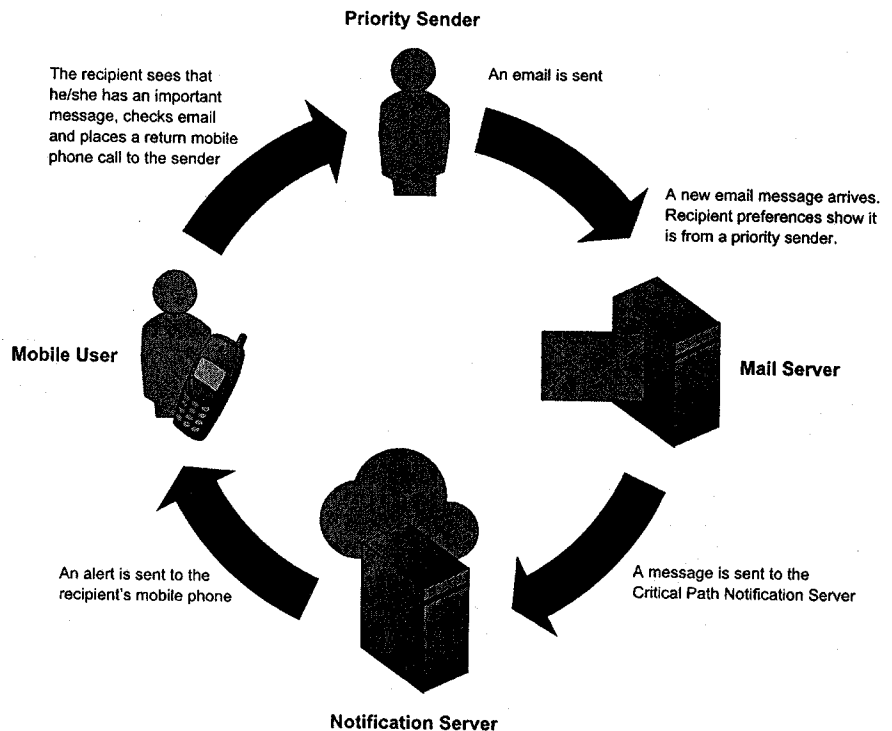 Priority Sender
The recipient sees that
he/she has an important
message, checks email
and places a return mobile
phone call to the sender
An email is sent
A new email message arrives.
Recipient preferences show it
is from a priority sender.
Mobile User
Mail Server
An alert is sent to the
recipient's mobile phone
A message is sent to the
Critical Path Notification Server
Notification Server